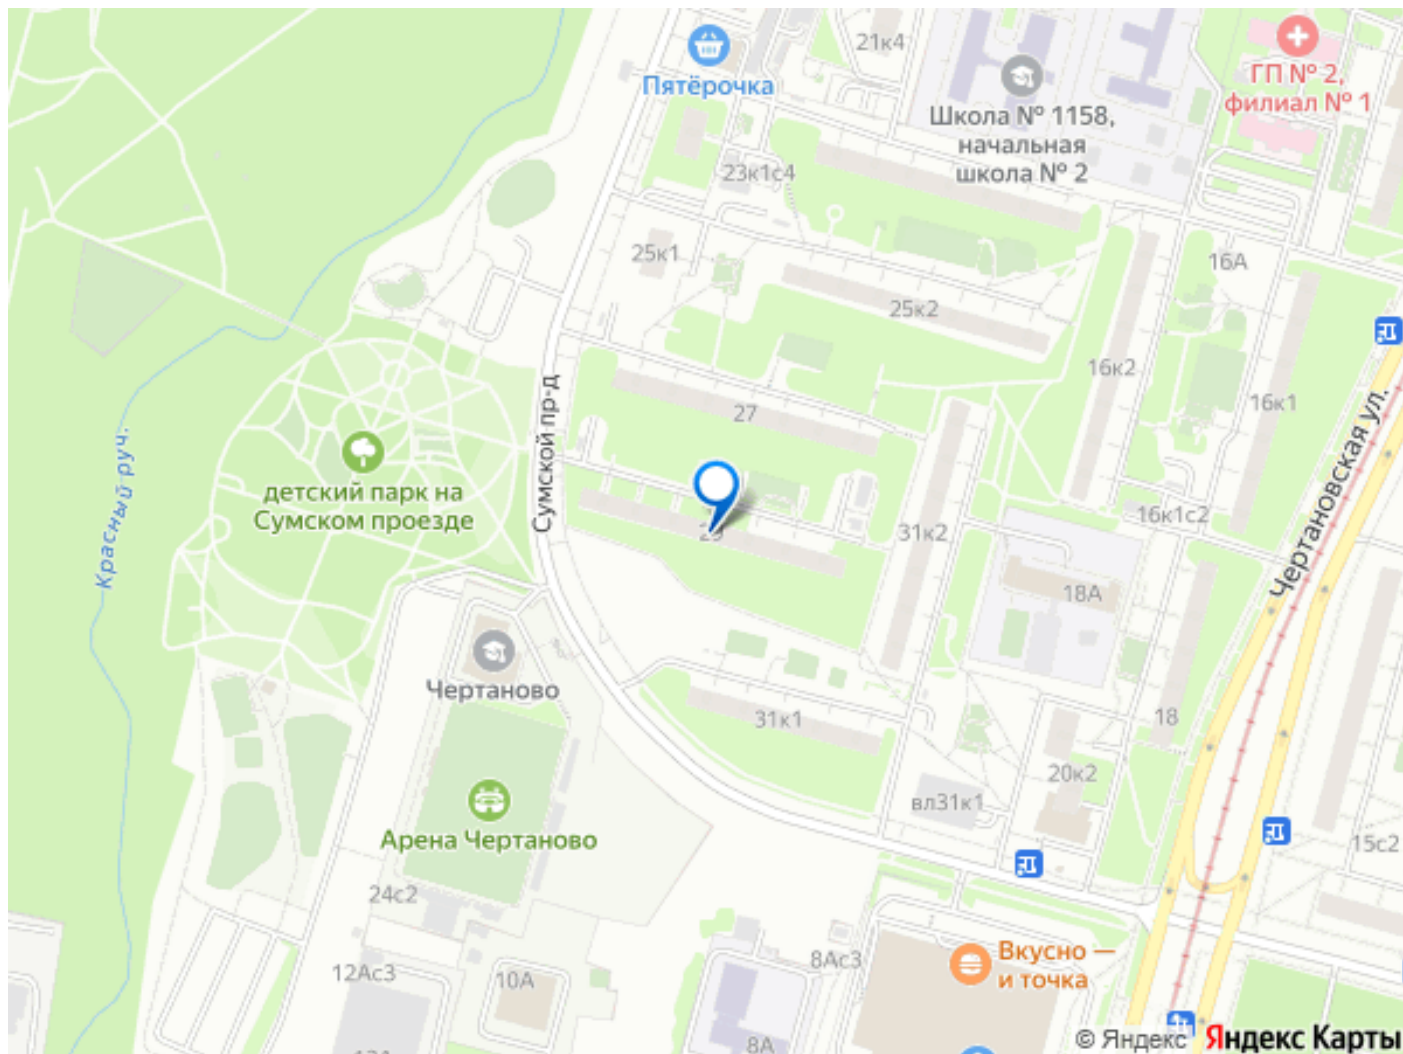 21к4
Пятёрочка
ГП № 2,
филиал № 1
Школа № 1158,
начальная
школа № 2
23к1с4
25к1
16А
25к2
16к2
16к1
27
Сумской пр-д
Чертановская ул.
Красный руч.
детский парк на
Сумском проезде
29
31к2
16к1с2
18А
Чертаново
31к1
18
20к2
вл31к1
Арена Чертаново
15с2
24с2
12Ас3
10А
8Ас3
Вкусно —
и точка
8А
© Яндекс Яндекс Карты